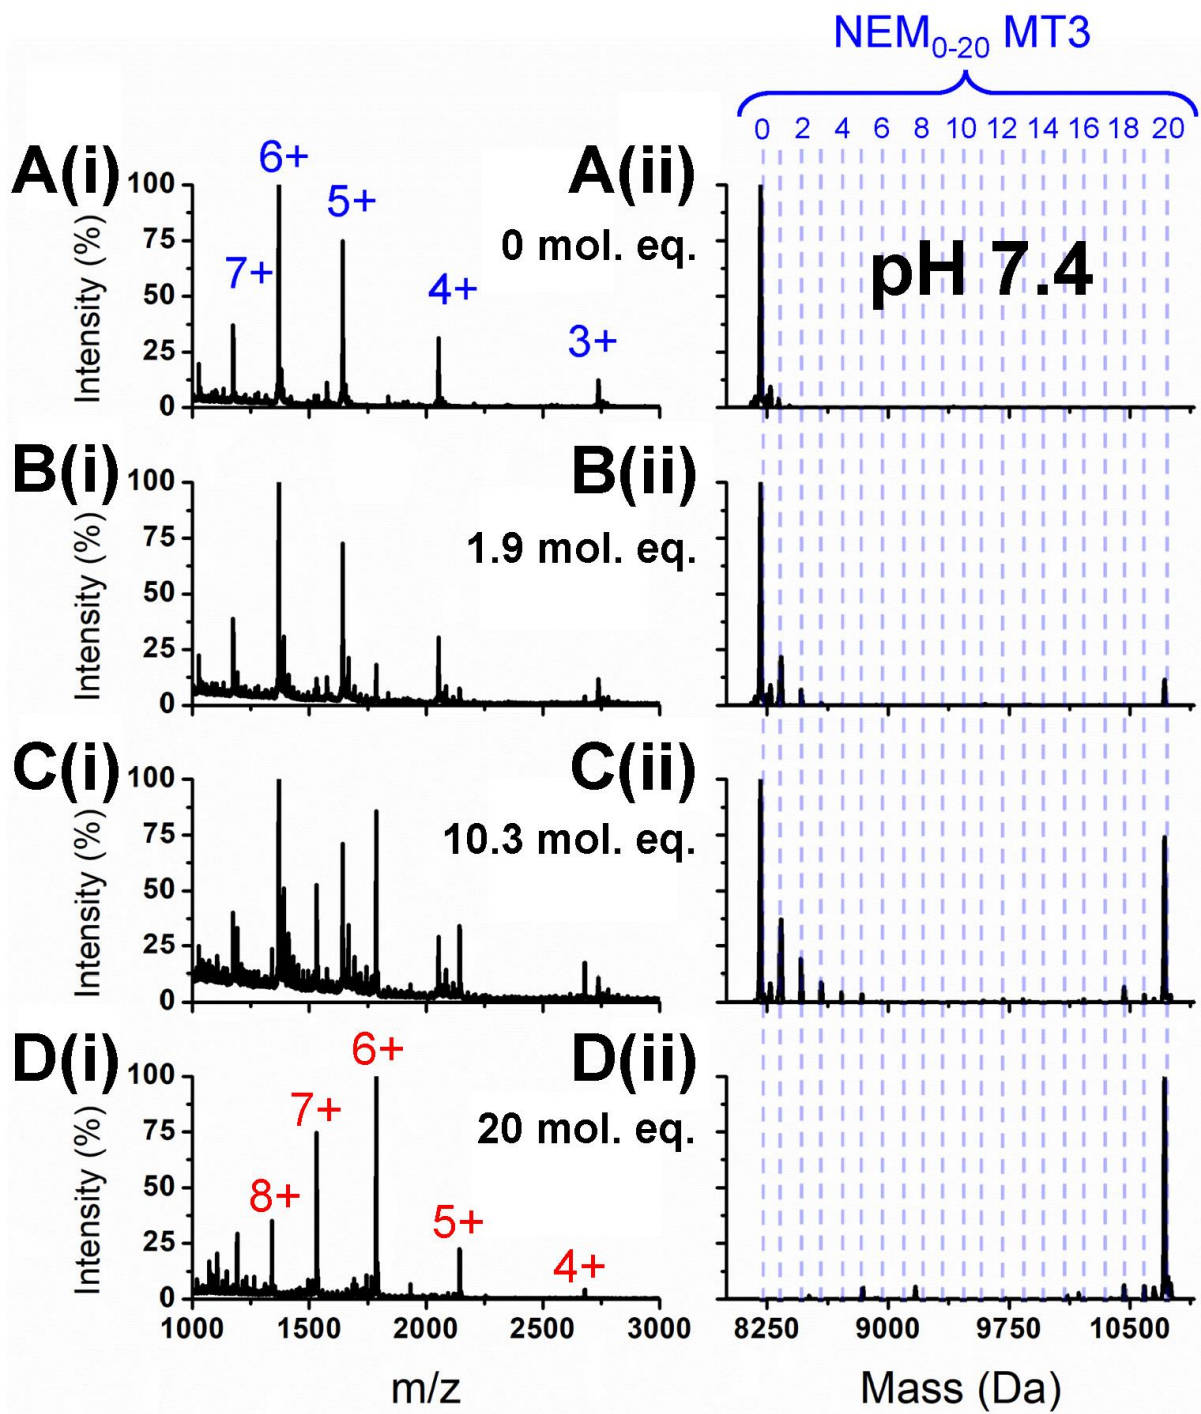 NEM0-20 MT3
0 2 4 6 8 10 12 14 16 18 20
A(i)
Intensity (%)
100
75
50
25
0
7+
6+
5+
4+
3+
A(ii)
0 mol. eq.
pH 7.4
B(i)
Intensity (%)
100
75
50
25
0
B(ii)
1.9 mol. eq.
C(i)
Intensity (%)
100
75
50
25
0
C(ii)
10.3 mol. eq.
D(i)
Intensity (%)
100
75
50
25
0
8+
7+
6+
5+
4+
D(ii)
20 mol. eq.
1000 1500 2000 2500 3000
m/z
8250 9000 9750 10500
Mass (Da)